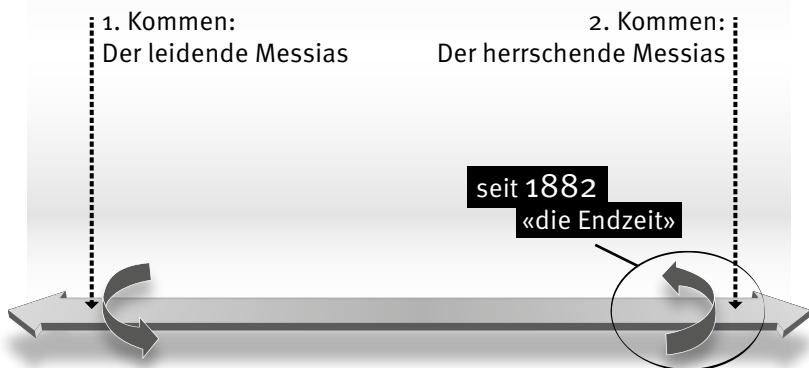 1. Kommen:
Der leidende Messias
2. Kommen:
Der herrschende Messias
seit 1882
«die Endzeit»